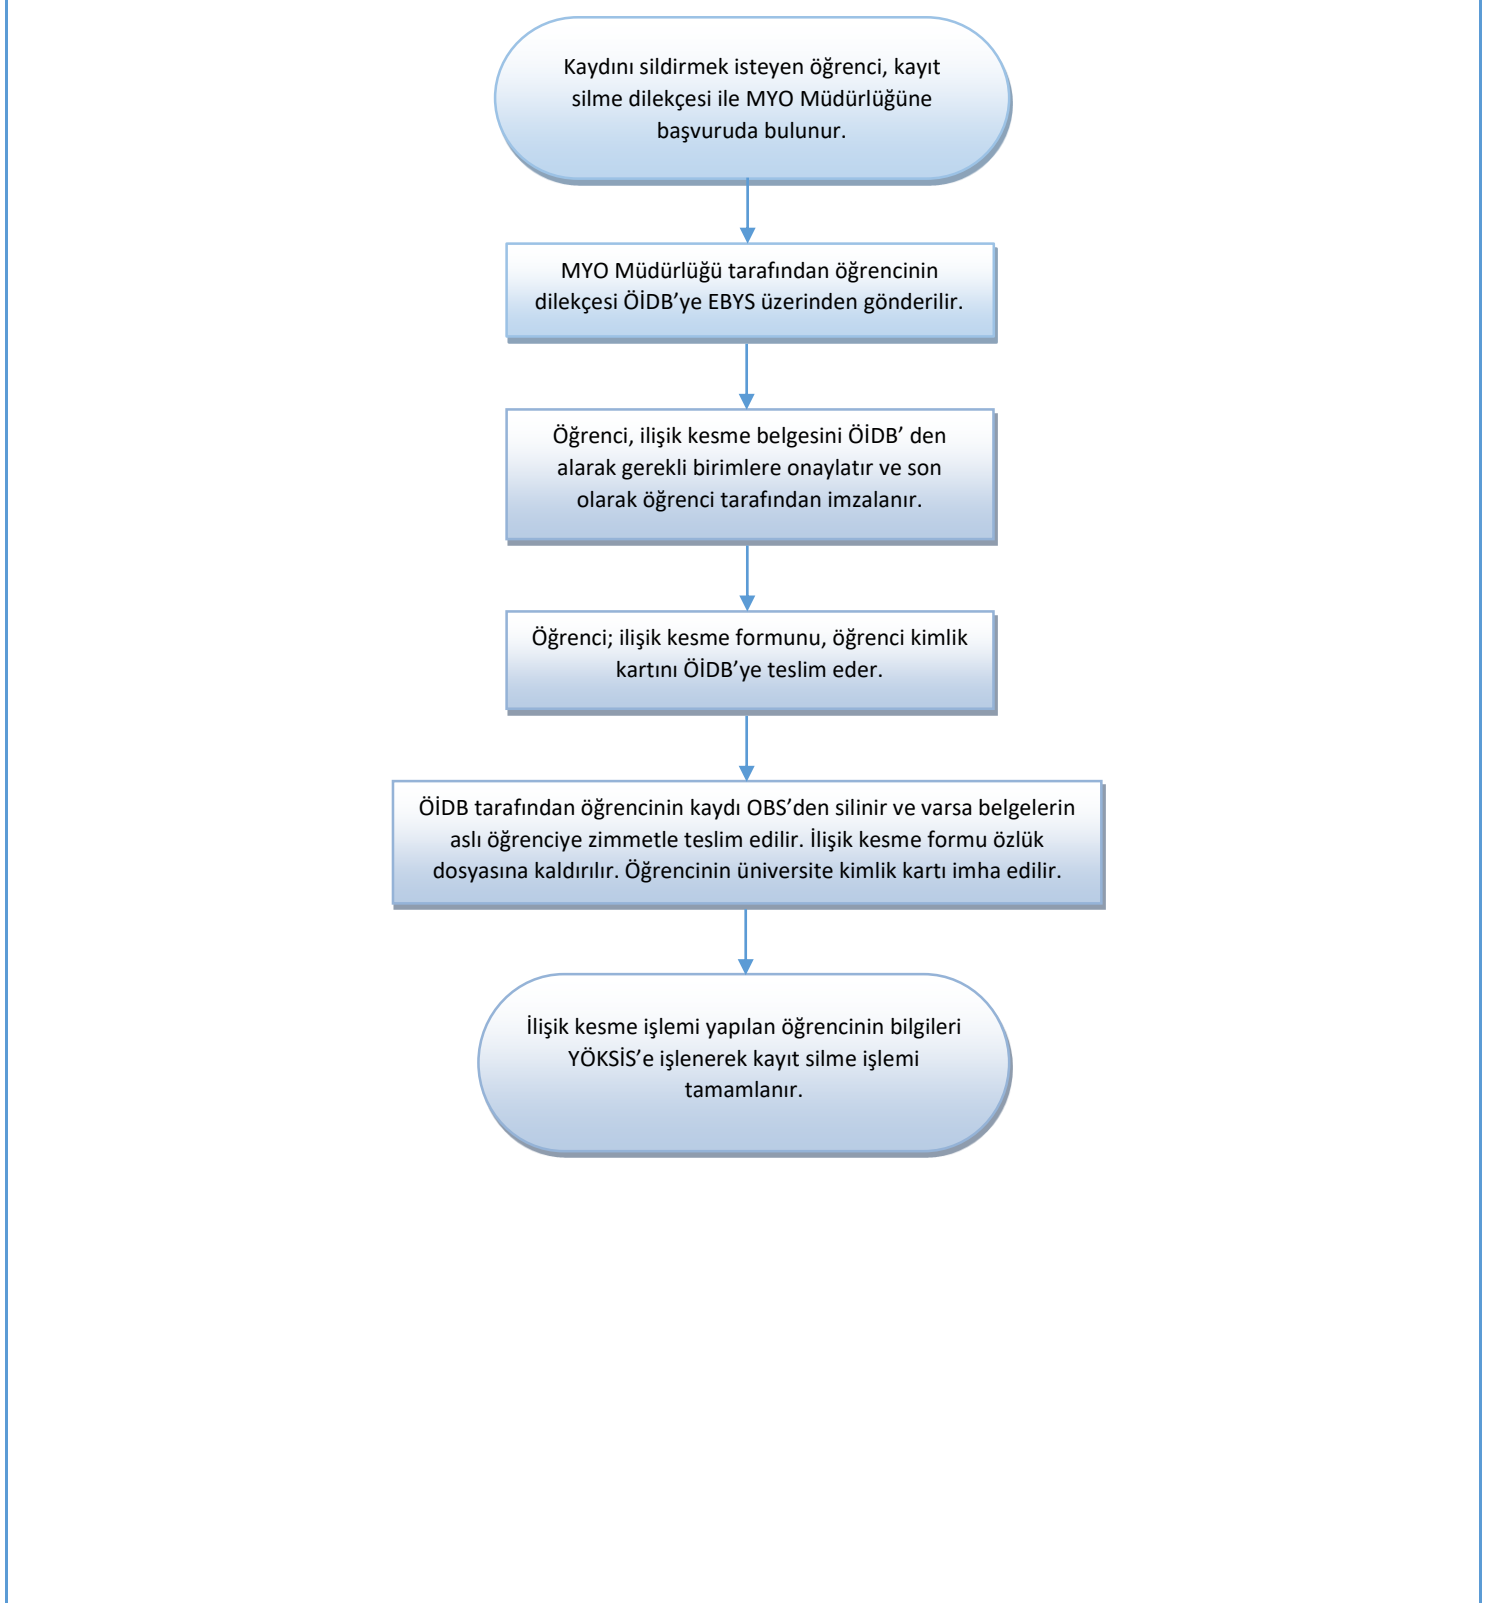 Kaydını sildirmek isteyen öğrenci, kayıt
silme dilekçesi ile MYO Müdürlüğüne
başvuruda bulunur.
MYO Müdürlüğü tarafından öğrencinin
dilekçesi ÖİDB’ye EBYS üzerinden gönderilir.
Öğrenci, ilişik kesme belgesini ÖİDB’ den
alarak gerekli birimlere onaylatır ve son
olarak öğrenci tarafından imzalanır.
Öğrenci; ilişik kesme formunu, öğrenci kimlik
kartını ÖİDB’ye teslim eder.
ÖİDB tarafından öğrencinin kaydı OBS’den silinir ve varsa belgelerin
aslı öğrenciye zimmetle teslim edilir. İlişik kesme formu özlük
dosyasına kaldırılır. Öğrencinin üniversite kimlik kartı imha edilir.
İlişik kesme işlemi yapılan öğrencinin bilgileri
YÖKSİS’e işlenerek kayıt silme işlemi
tamamlanır.